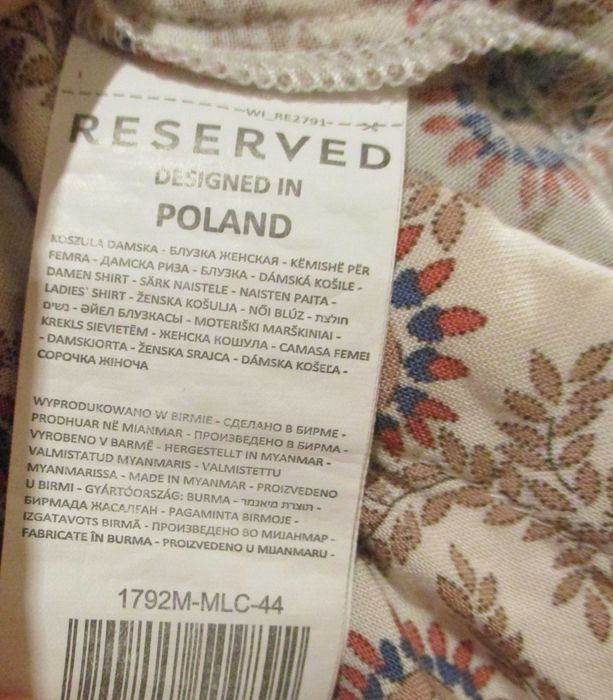 WI_RE2791
RESERVED
DESIGNED IN
POLAND
KOSZULA DAMSKA - БЛУЗКА ЖЕНСКАЯ - KËMISHË PËR
FEMRA - ДАМСКА РИЗА - БЛУЗКА - DÁMSKÁ KOŠILE -
DAMEN SHIRT - SÄRK NAISTELE - NAISTEN PAITA -
LADIES' SHIRT - ŽENSKA KOŠULJA - NŐI BLÚZ - חולצת
נשים - ӘЙЕЛ БЛУЗКАСЫ - MOTERIŠKI MARŠKINIAI -
KREKLS SIEVIETĒM - ЖЕНСКА КОШУЛА - CAMASA FEMEI
- DAMSKJORTA - ŽENSKA SRAJCA - DÁMSKA KOŠEĽA -
СОРОЧКА ЖІНОЧА
WYPRODUKOWANO W BIRMIE - СДЕЛАНО В БИРМЕ -
PRODHUAR NË MIANMAR - ПРОИЗВЕДЕНО В БИРМА -
VYROBENO V BARMĚ - HERGESTELLT IN MYANMAR -
VALMISTATUD MYANMARIS - VALMISTETTU
MYANMARISSA - MADE IN MYANMAR - PROIZVEDENO
U BIRMI - GYÁRTÓORSZÁG: BURMA - תוצרת מיאנמר -
БИРМАДА ЖАСАЛҒАН - PAGAMINTA BIRMOJE -
IZGATAVOTS BIRMĀ - ПРОИЗВЕДЕНО ВО МИЈАНМАР -
FABRICATE ÎN BURMA - PROIZVEDENO U MIJANMARU -
1792M-MLC-44